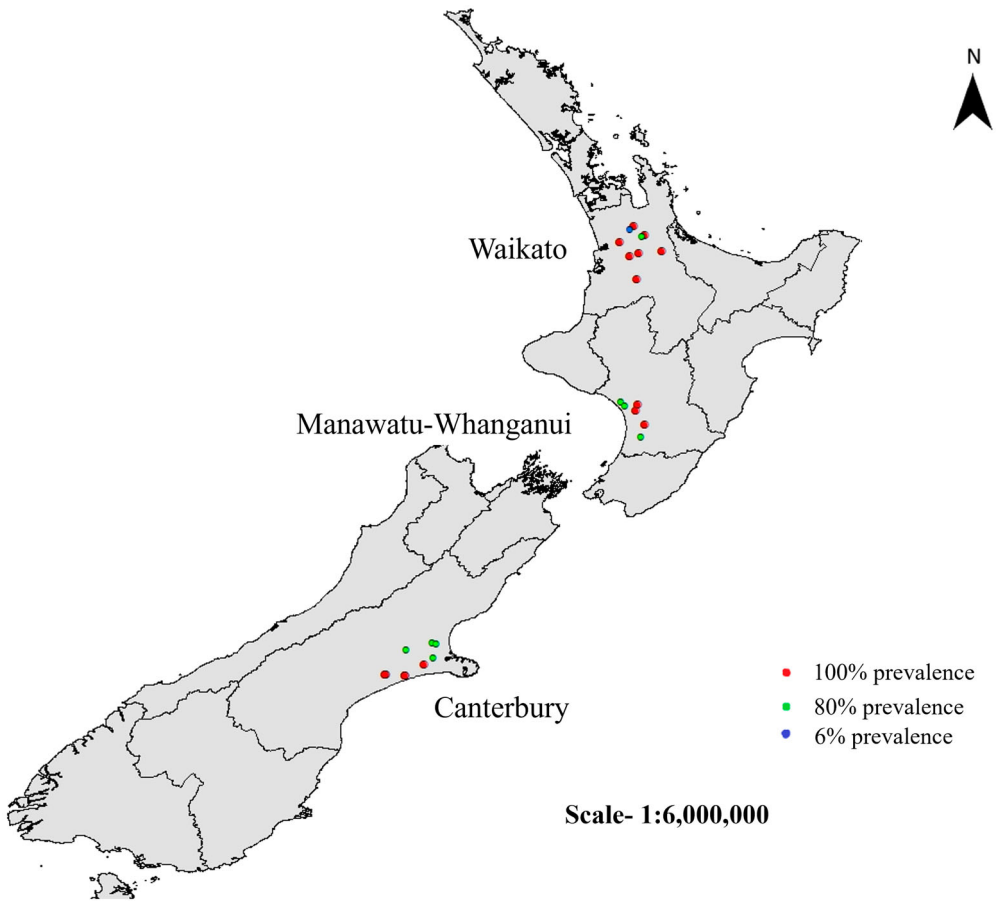 N
Waikato
Manawatu-Whanganui
100% prevalence
80% prevalence
Canterbury
6% prevalence
Scale- 1:6,000,000